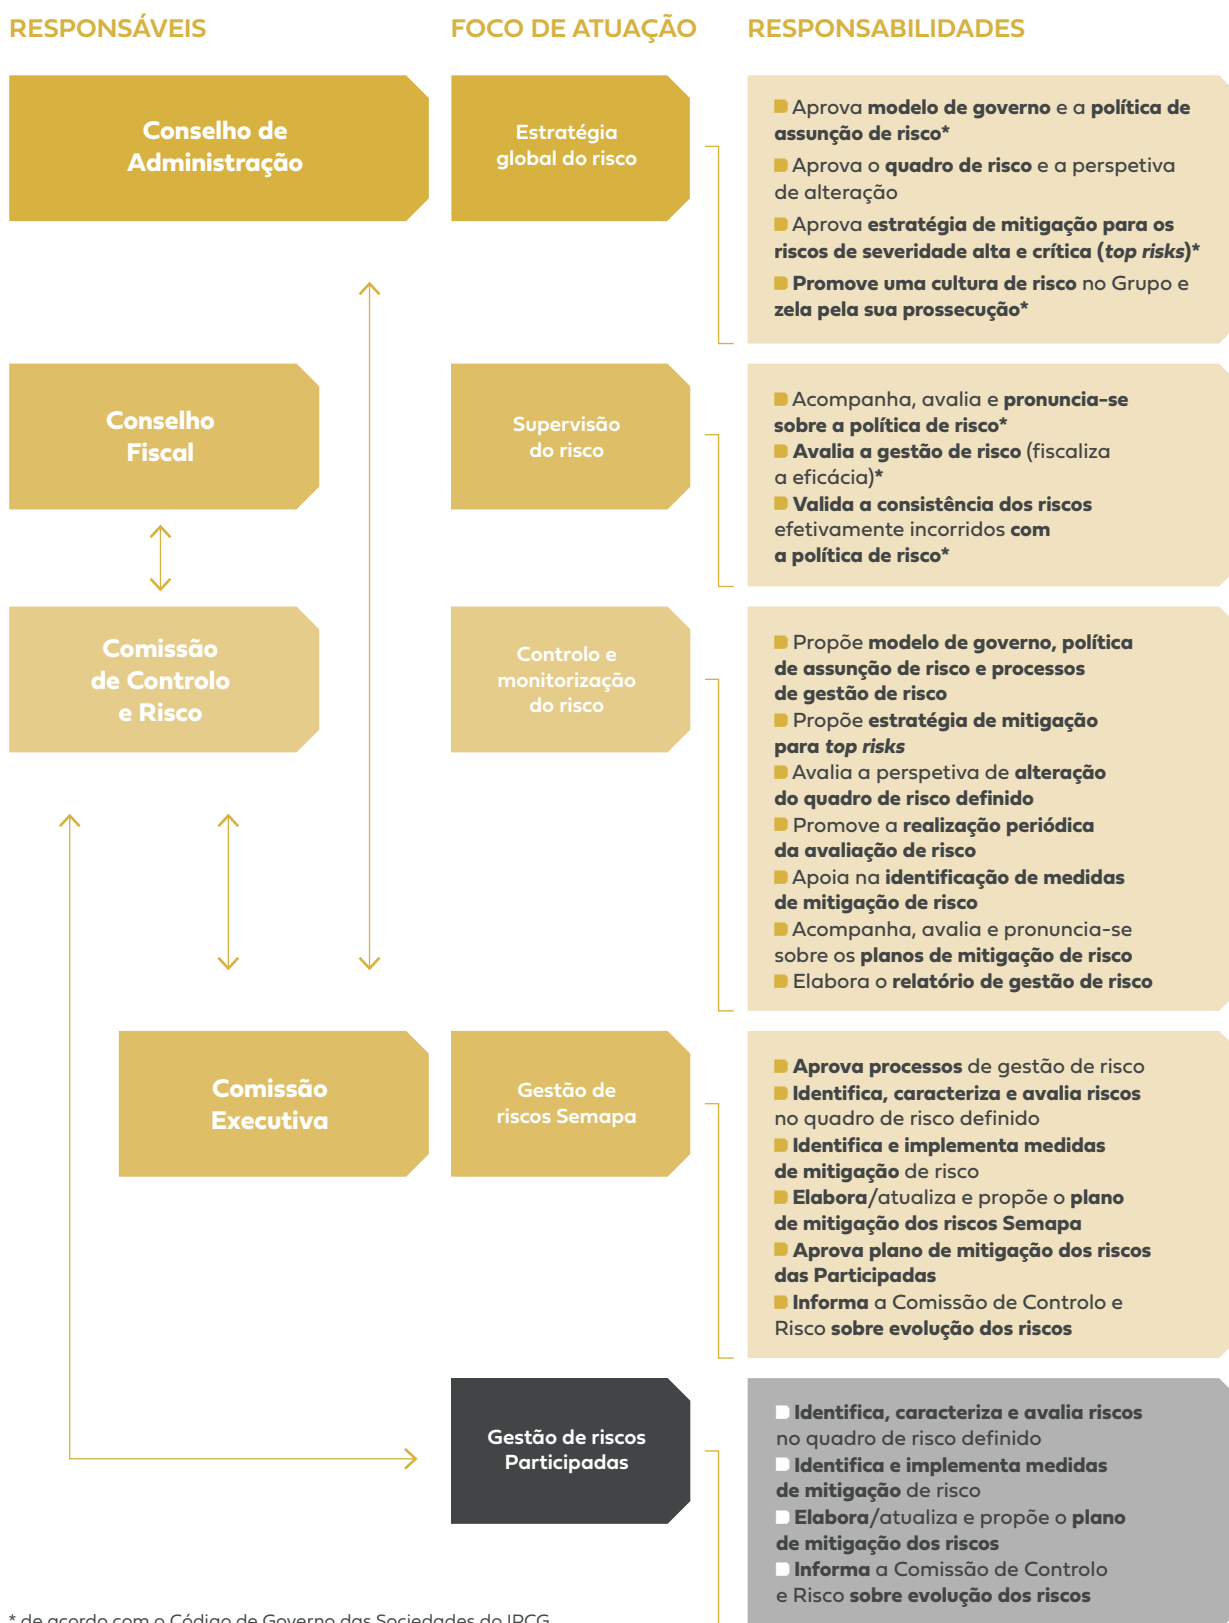 RESPONSÁVEIS
FOCO DE ATUAÇÃO
RESPONSABILIDADES
Conselho de
Administração
Estratégia
global do risco
Aprova modelo de governo e a política de
assunção de risco*
Aprova o quadro de risco e a perspetiva
de alteração
Aprova estratégia de mitigação para os
riscos de severidade alta e crítica (top risks)*
Promove uma cultura de risco no Grupo e
zela pela sua prossecução*
Conselho
Fiscal
Supervisão
do risco
Acompanha, avalia e pronuncia-se
sobre a política de risco*
Avalia a gestão de risco (fiscaliza
a eficácia)*
Valida a consistência dos riscos
efetivamente incorridos com
a política de risco*
Comissão
de Controlo
e Risco
Controlo e
monitorização
do risco
Propõe modelo de governo, política
de assunção de risco e processos
de gestão de risco
Propõe estratégia de mitigação
para top risks
Avalia a perspetiva de alteração
do quadro de risco definido
Promove a realização periódica
da avaliação de risco
Apoia na identificação de medidas
de mitigação de risco
Acompanha, avalia e pronuncia-se
sobre os planos de mitigação de risco
Elabora o relatório de gestão de risco
Comissão
Executiva
Gestão de
riscos Semapa
Aprova processos de gestão de risco
Identifica, caracteriza e avalia riscos
no quadro de risco definido
Identifica e implementa medidas
de mitigação de risco
Elabora/atualiza e propõe o plano
de mitigação dos riscos Semapa
Aprova plano de mitigação dos riscos
das Participadas
Informa a Comissão de Controlo e
Risco sobre evolução dos riscos
Gestão de riscos
Participadas
Identifica, caracteriza e avalia riscos
no quadro de risco definido
Identifica e implementa medidas
de mitigação de risco
Elabora/atualiza e propõe o plano
de mitigação dos riscos
Informa a Comissão de Controlo
e Risco sobre evolução dos riscos
* de acordo com o Código de Governo das Sociedades do IPCG